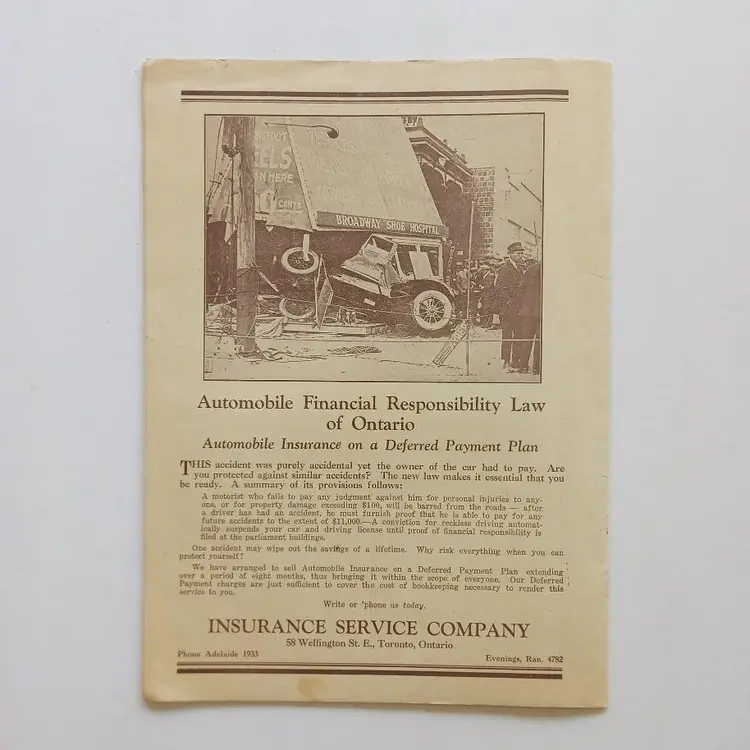 HEELS
N HERE
CENTS
BROADWAY SHOE HOSPITAL
Automobile Financial Responsibility Law
of Ontario
Automobile Insurance on a Deferred Payment Plan
THIS accident was purely accidental yet the owner of the car had to pay. Are
you protected against similar accidents? The new law makes it essential that you
be ready. A summary of its provisions follows:
A motorist who fails to pay any judgment against him for personal injuries to any-
one, or for property damage exceeding $100, will be barred from the roads — after
a driver has had an accident, he must furnish proof that he is able to pay for any
future accidents to the extent of $11,000.—A conviction for reckless driving automat-
ically suspends your car and driving license until proof of financial responsibility is
filed at the parliament buildings.
One accident may wipe out the savings of a lifetime. Why risk everything when you can
protect yourself?
We have arranged to sell Automobile Insurance on a Deferred Payment Plan extending
over a period of eight months, thus bringing it within the scope of everyone. Our Deferred
Payment charges are just sufficient to cover the cost of bookkeeping necessary to render this
service to you.
Write or 'phone us today.
INSURANCE SERVICE COMPANY
58 Wellington St. E., Toronto, Ontario
Phone Adelaide 1933 Evenings, Ran. 4782